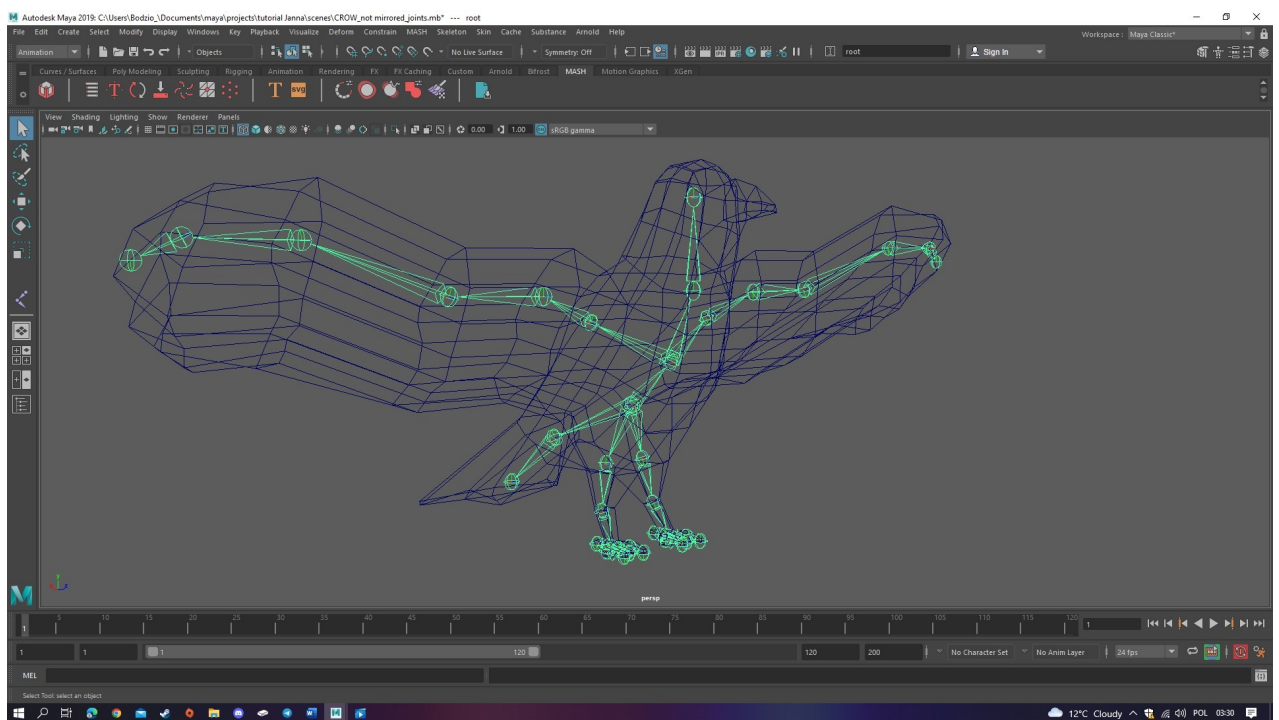 Autodesk Maya 2019: C:\Users\Bodzio_\Documents\maya\projects\tutorial Janna\scenes\CROW_not mirrored_joints.mb* --- root
File Edit Create Select Modify Display Windows Key Playback Visualize Deform Constrain MASH Skeleton Skin Cache Substance Arnold Help Workspace : Maya Classic*
Animation Objects No Live Surface Symmetry: Off root Sign In
Curves / Surfaces Poly Modeling Sculpting Rigging Animation Rendering FX FX Caching Custom Arnold Bifrost MASH Motion Graphics XGen
T T SVG
View Shading Lighting Show Renderer Panels
0.00 1.00 sRGB gamma
y
x z
persp
5 10 15 20 25 30 35 40 45 50 55 60 65 70 75 80 85 90 95 100 105 110 115 120
1 1
1 1 1 120 120 200 No Character Set No Anim Layer 24 fps
MEL
Select Tool: select an object
12°C Cloudy POL 03:30